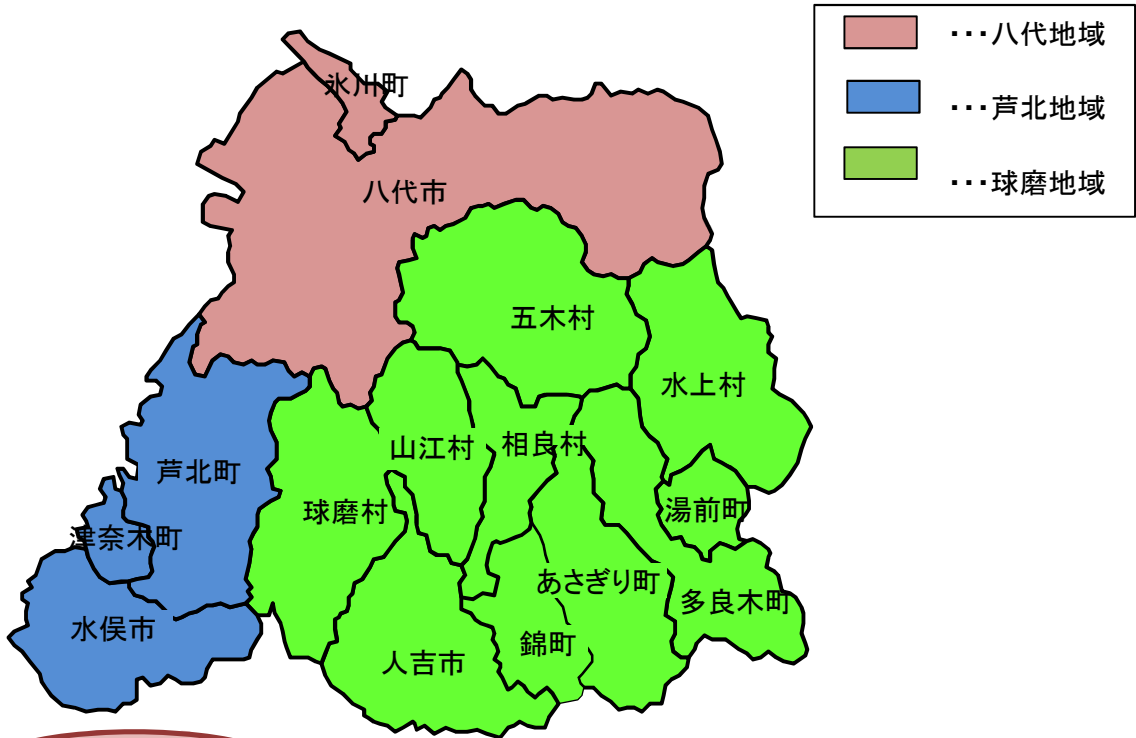 ･･･八代地域
･･･芦北地域
･･･球磨地域
氷川町
八代市
五木村
水上村
山江村
相良村
芦北町
球磨村
湯前町
津奈木町
あさぎり町
多良木町
水俣市
錦町
人吉市